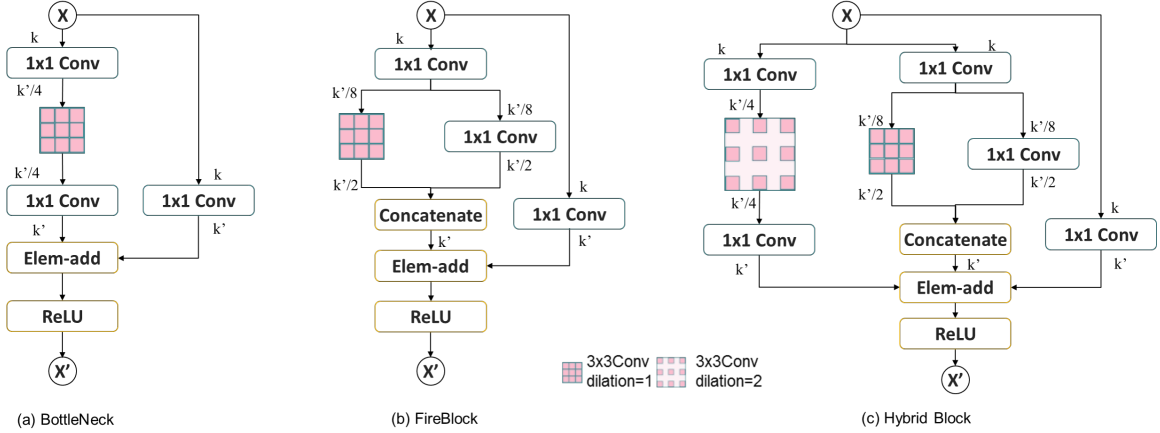 X
k
1x1 Conv
k'/4
k'/4
1x1 Conv
k
1x1 Conv
k'
k'
Elem-add
ReLU
X'
(a) BottleNeck
X
k
1x1 Conv
k'/8
k'/8
1x1 Conv
k'/2
k'/2
Concatenate
k
1x1 Conv
k'
k'
Elem-add
ReLU
X'
(b) FireBlock
3x3Conv
dilation=1
3x3Conv
dilation=2
X
k
1x1 Conv
k'/4
k'/4
1x1 Conv
k'
k
1x1 Conv
k'/8
k'/8
1x1 Conv
k'/2
k'/2
Concatenate
k'
k
1x1 Conv
k'
Elem-add
ReLU
X'
(c) Hybrid Block